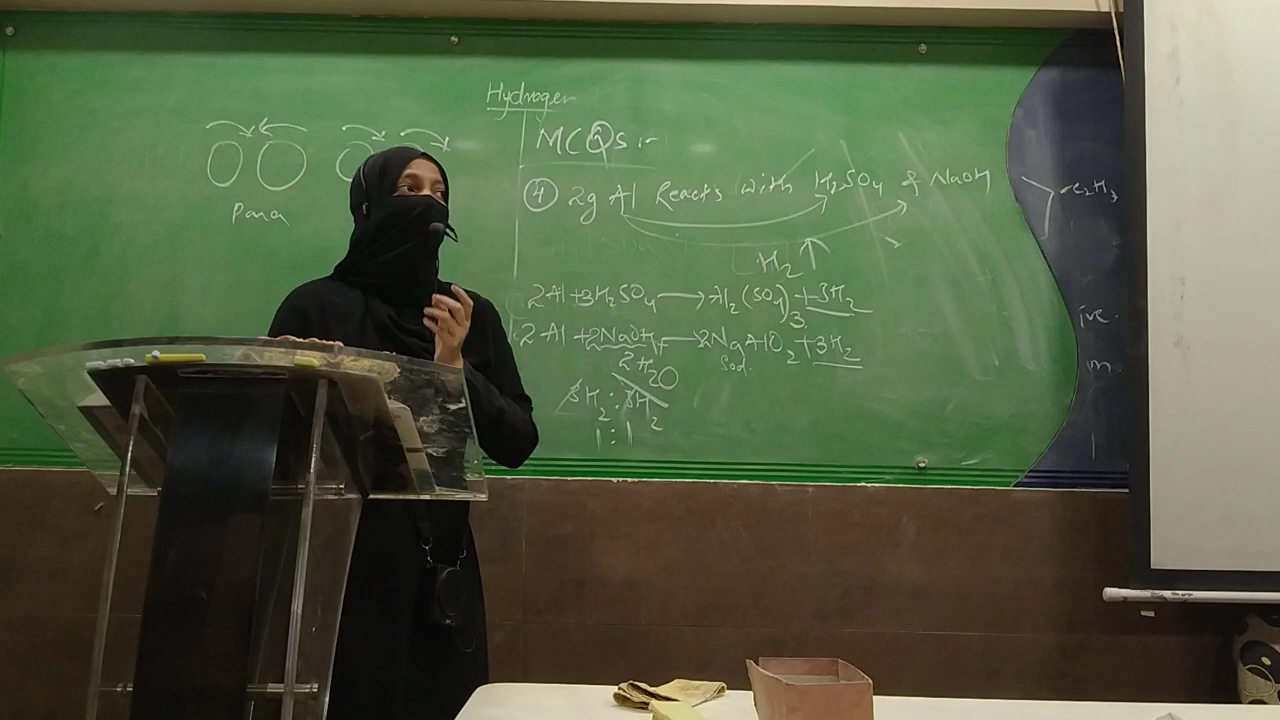 Hydrogen
MCQs :-
Para
④ 2g Al Reacts with H₂SO₄ & NaOH
H₂ ↑
2Al + 3H₂SO₄ → Al₂(SO₄)₃ + 3H₂
2Al + 2NaOH + → 2NaAlO₂ + 3H₂
2H₂O
Sod.
3H₂ : 3H₂
1 : 1